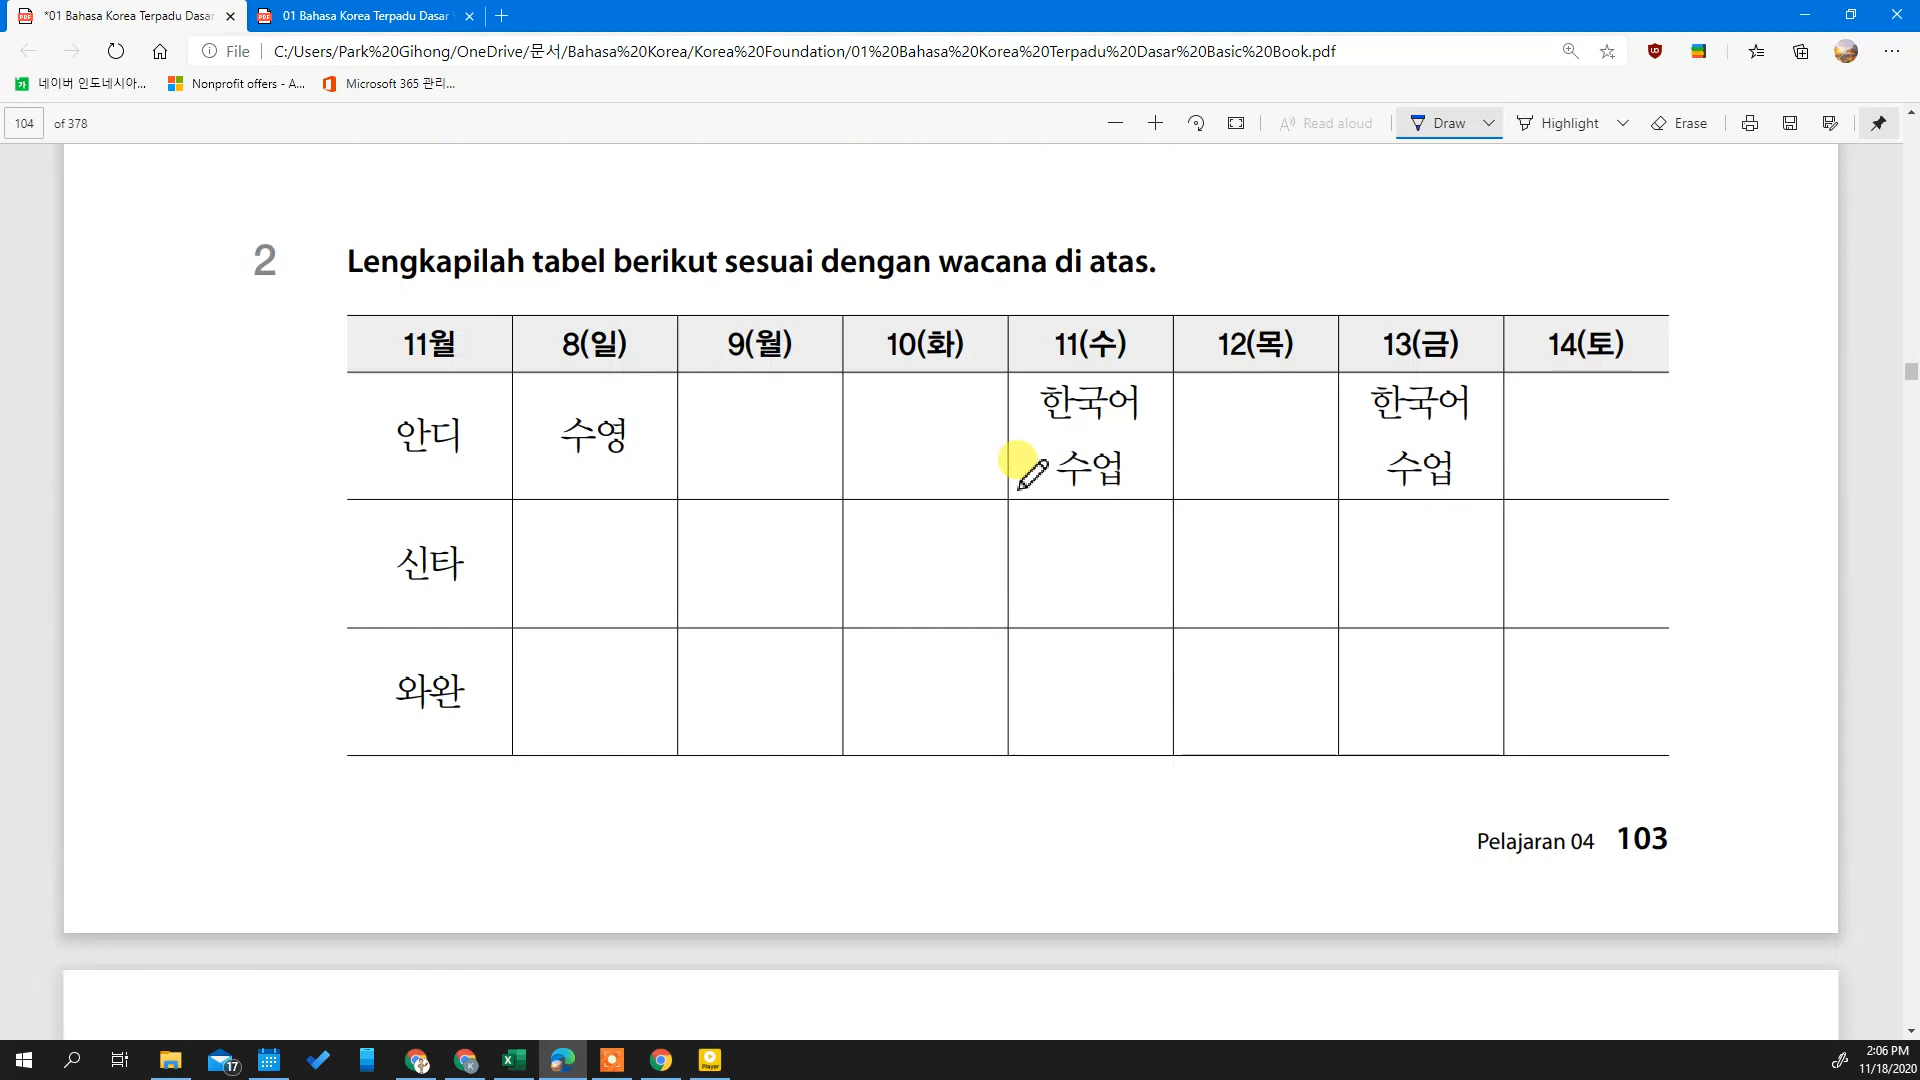 *01 Bahasa Korea Terpadu Dasar
01 Bahasa Korea Terpadu Dasar
File
C:/Users/Park%20Gihong/OneDrive/문서/Bahasa%20Korea/Korea%20Foundation/01%20Bahasa%20Korea%20Terpadu%20Dasar%20Basic%20Book.pdf
네이버 인도네시아...
Nonprofit offers - A...
Microsoft 365 관리...
104 of 378
Read aloud
Draw
Highlight
Erase
2 Lengkapilah tabel berikut sesuai dengan wacana di atas.
11월 8(일) 9(월) 10(화) 11(수) 12(목) 13(금) 14(토)
안디 수영 한국어 수업 한국어 수업
신타
와완
Pelajaran 04 103
17
Player
2:06 PM
11/18/2020